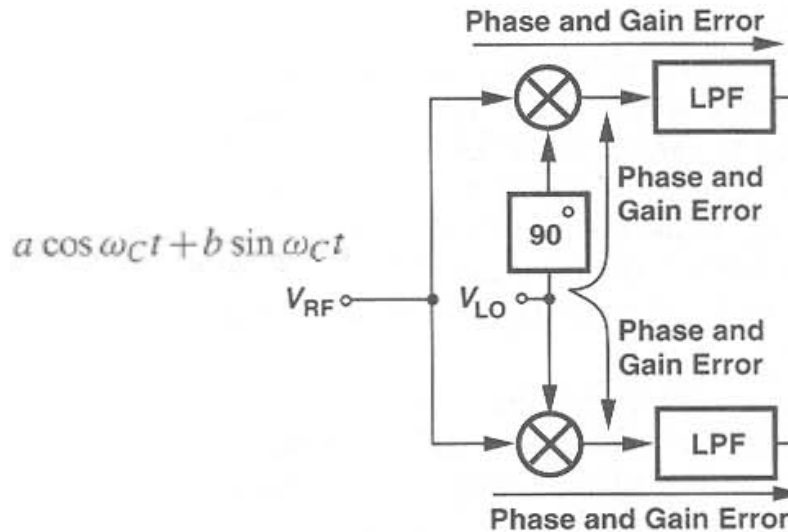 Phase and Gain Error
LPF
Phase and
Gain Error
90°
a cos ω_C t + b sin ω_C t
V_RF
V_LO
Phase and
Gain Error
LPF
Phase and Gain Error